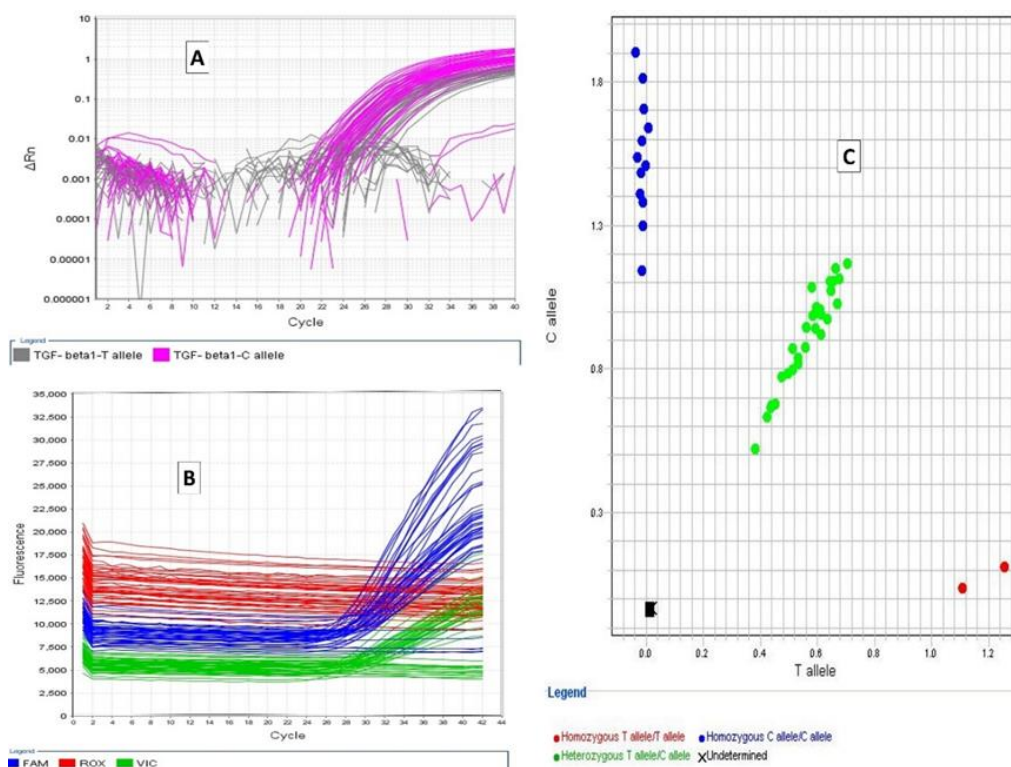 A
10
1
0.1
0.01
0.001
0.0001
0.00001
0.000001
ΔRn
2 4 6 8 10 12 14 16 18 20 22 24 26 28 30 32 34 36 38 40
Cycle
Legend
TGF- beta1-T allele TGF- beta1-C allele
B
35,000
32,500
30,000
27,500
25,000
22,500
20,000
17,500
15,000
12,500
10,000
7,500
5,000
2,500
0
Fluorescence
0 2 4 6 8 10 12 14 16 18 20 22 24 26 28 30 32 34 36 38 40 42 44
Cycle
Legend
FAM ROX VIC
C
1.8
1.3
0.8
0.3
C allele
0.0 0.2 0.4 0.6 0.8 1.0 1.2
T allele
Legend
Homozygous T allele/T allele Homozygous C allele/C allele
Heterozygous T allele/C allele XUndetermined